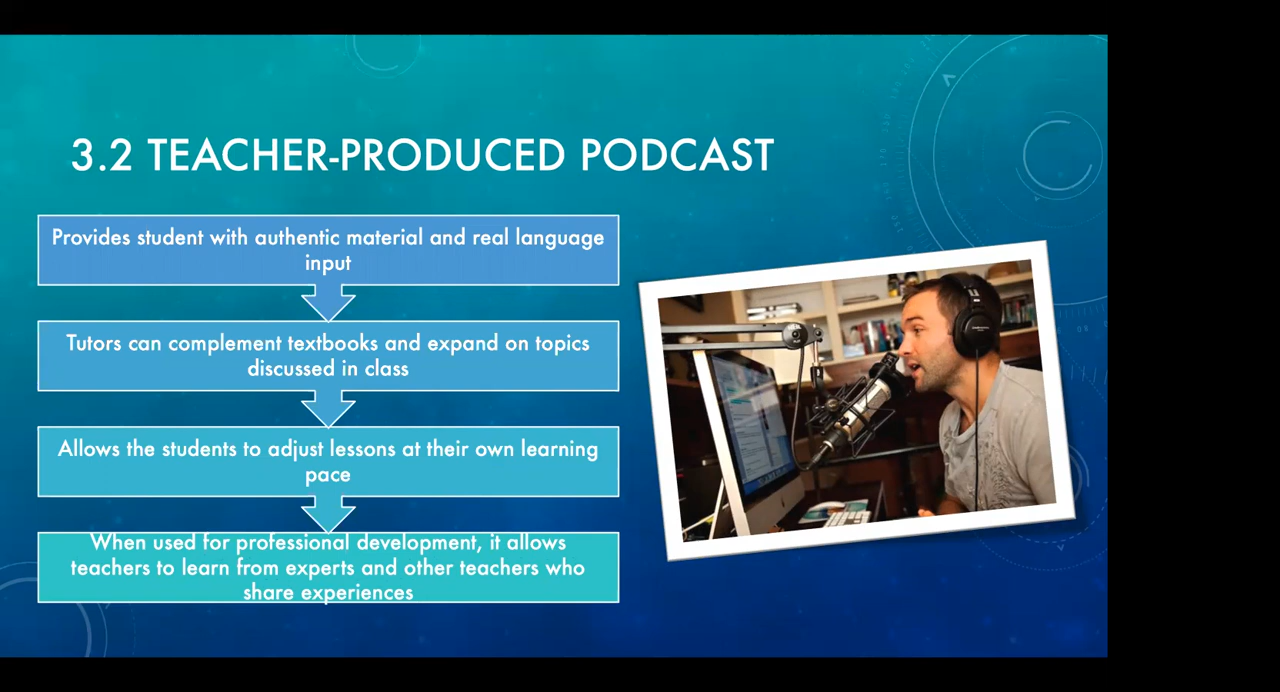 3.2 TEACHER-PRODUCED PODCAST
Provides student with authentic material and real language
input
Tutors can complement textbooks and expand on topics
discussed in class
Allows the students to adjust lessons at their own learning
pace
When used for professional development, it allows
teachers to learn from experts and other teachers who
share experiences